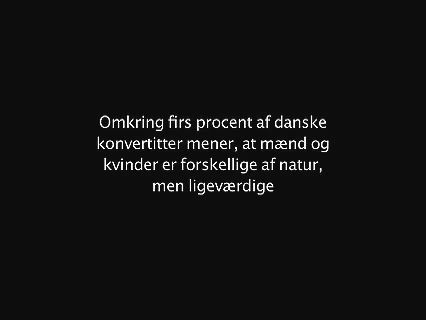 Omkring firs procent af danske
konvertitter mener, at mænd og
kvinder er forskellige af natur,
men ligeværdige